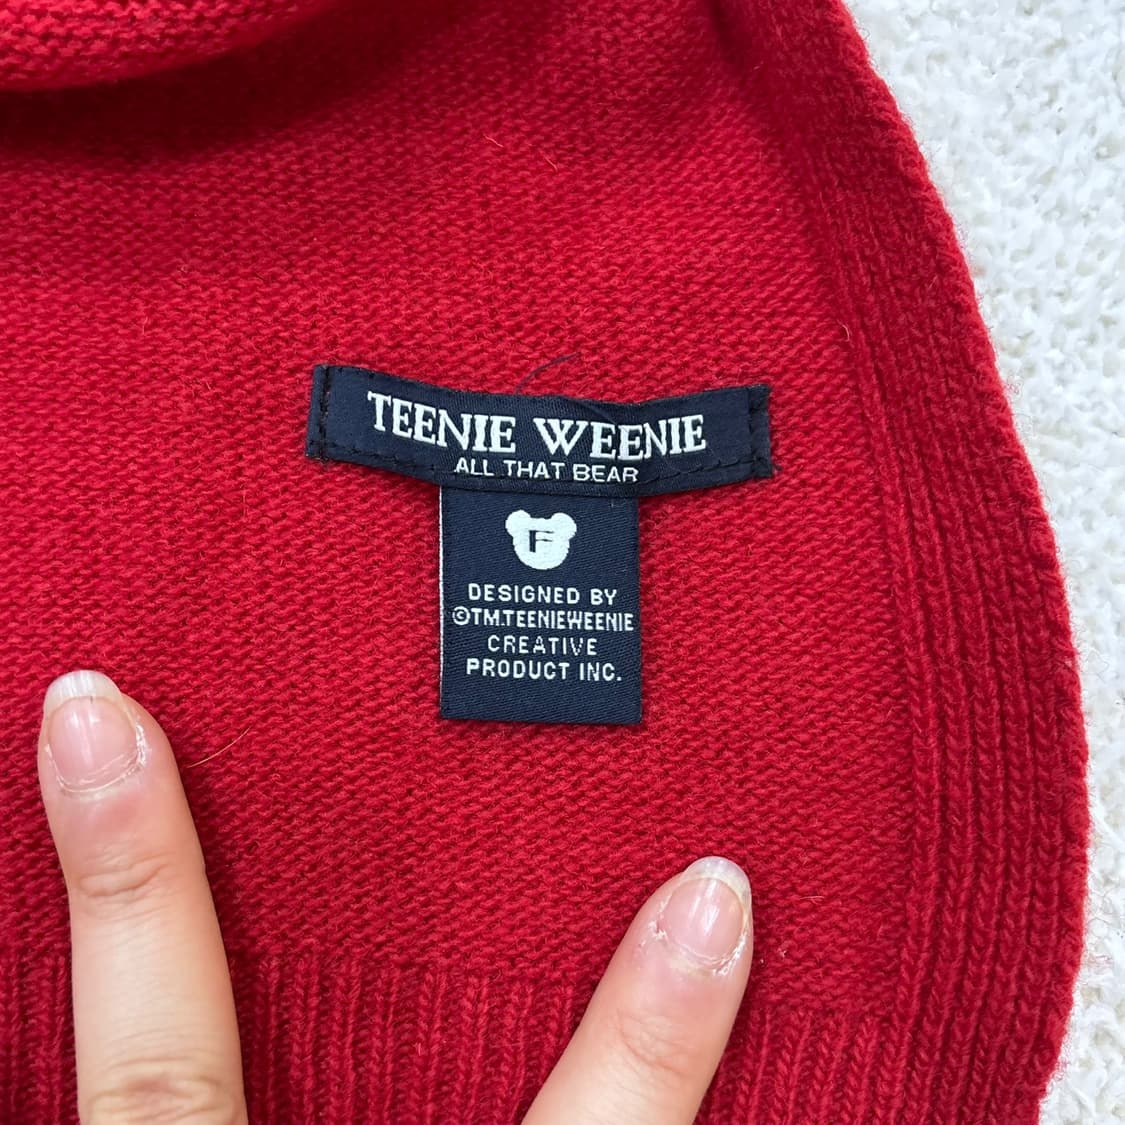 TEENIE WEENIE
ALL THAT BEAR
F
DESIGNED BY
©TM.TEENIEWEENIE
CREATIVE
PRODUCT INC.